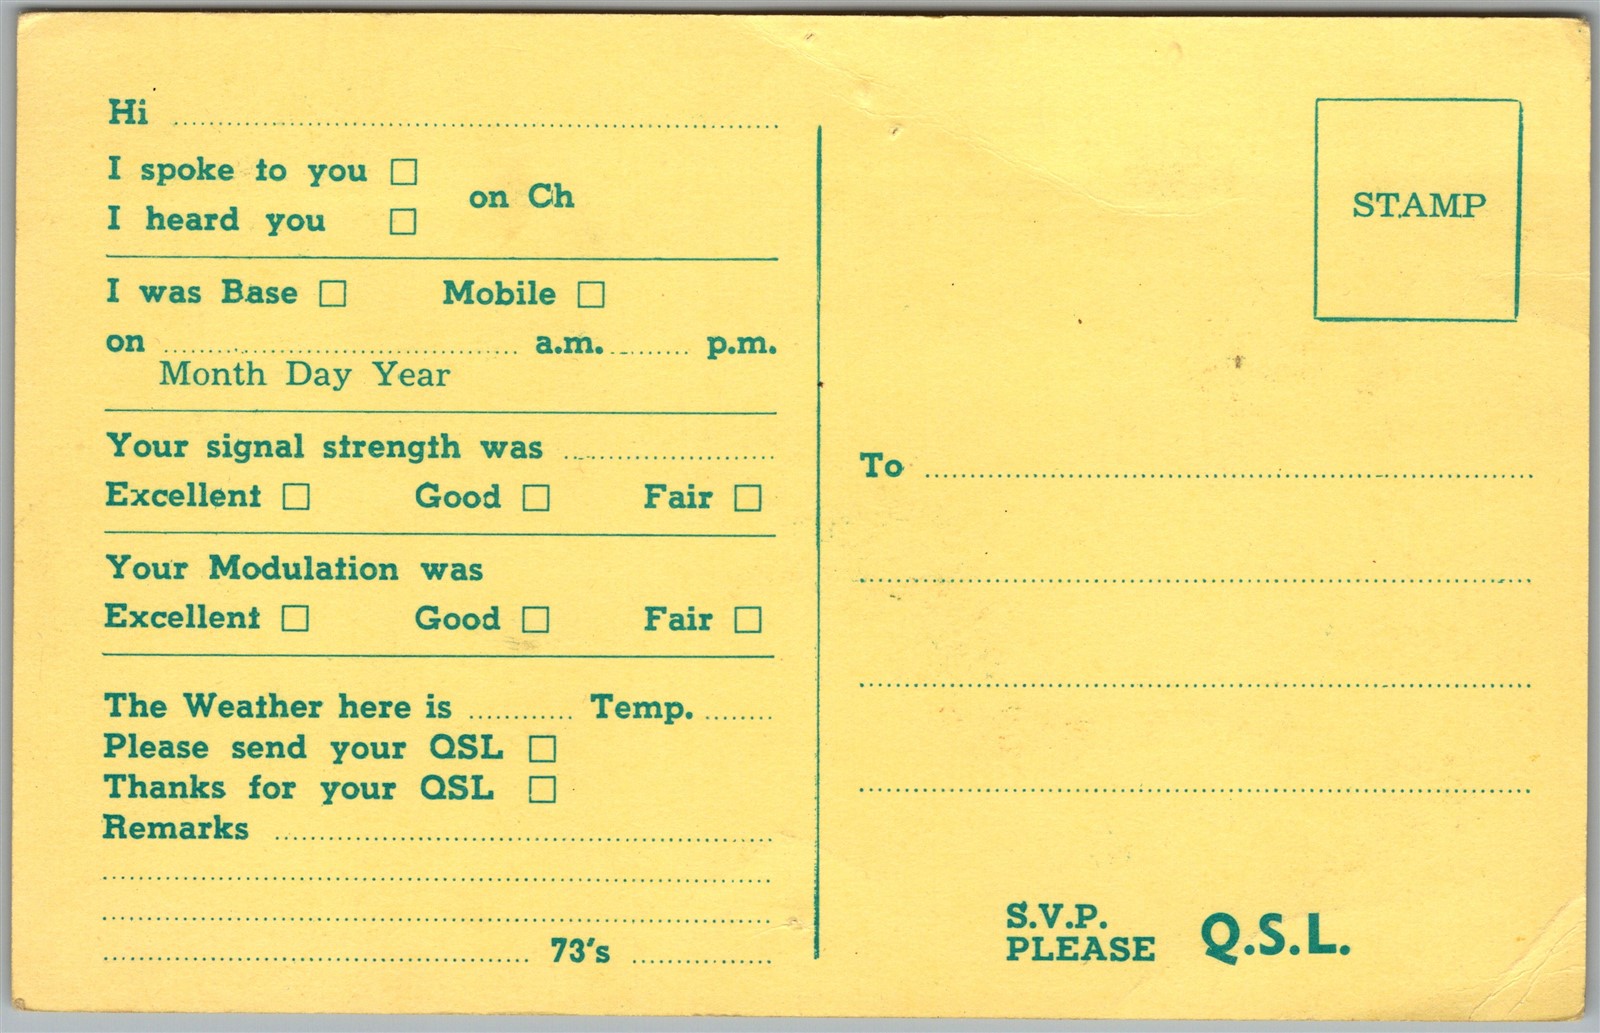 Hi
I spoke to you
on Ch
I heard you
I was Base Mobile
on a.m. p.m.
Month Day Year
Your signal strength was
Excellent Good Fair
Your Modulation was
Excellent Good Fair
The Weather here is Temp.
Please send your QSL
Thanks for your QSL
Remarks
73's
STAMP
To
S.V.P.
PLEASE Q.S.L.